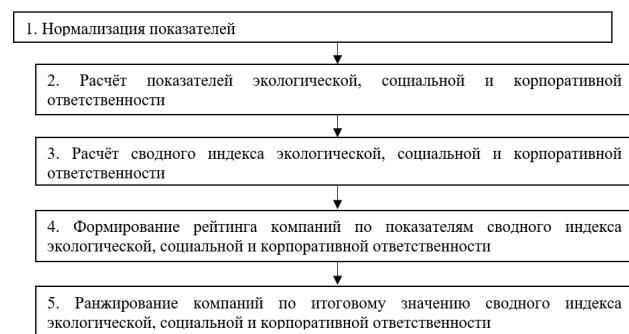 1. Нормализация показателей
2. Расчёт показателей экологической, социальной и корпоративной
ответственности
3. Расчёт сводного индекса экологической, социальной и корпоративной
ответственности
4. Формирование рейтинга компаний по показателям сводного индекса
экологической, социальной и корпоративной ответственности
5. Ранжирование компаний по итоговому значению сводного индекса
экологической, социальной и корпоративной ответственности